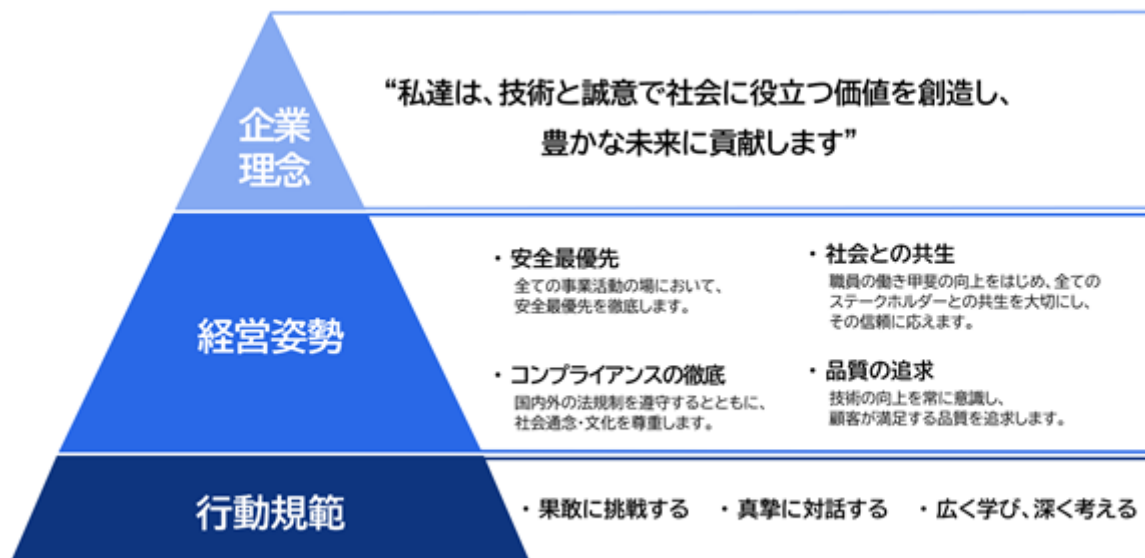 企業
理念
“私達は、技術と誠意で社会に役立つ価値を創造し、
豊かな未来に貢献します”
経営姿勢
・安全最優先
全ての事業活動の場において、
安全最優先を徹底します。
・社会との共生
職員の働き甲斐の向上をはじめ、全ての
ステークホルダーとの共生を大切にし、
その信頼に応えます。
・コンプライアンスの徹底
国内外の法規制を遵守するとともに、
社会通念・文化を尊重します。
・品質の追求
技術の向上を常に意識し、
顧客が満足する品質を追求します。
行動規範
・果敢に挑戦する ・真摯に対話する ・広く学び、深く考える